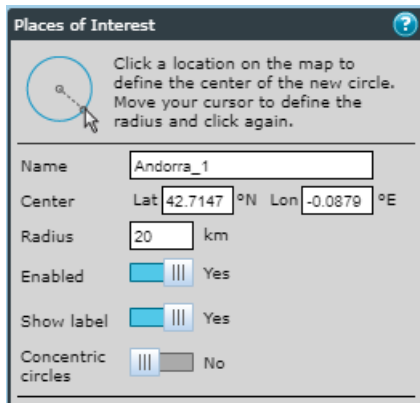 Places of Interest ?
Click a location on the map to
define the center of the new circle.
Move your cursor to define the
radius and click again.
Name Andorra_1
Center Lat 42.7147 °N Lon -0.0879 °E
Radius 20 km
Enabled Yes
Show label Yes
Concentric
circles No